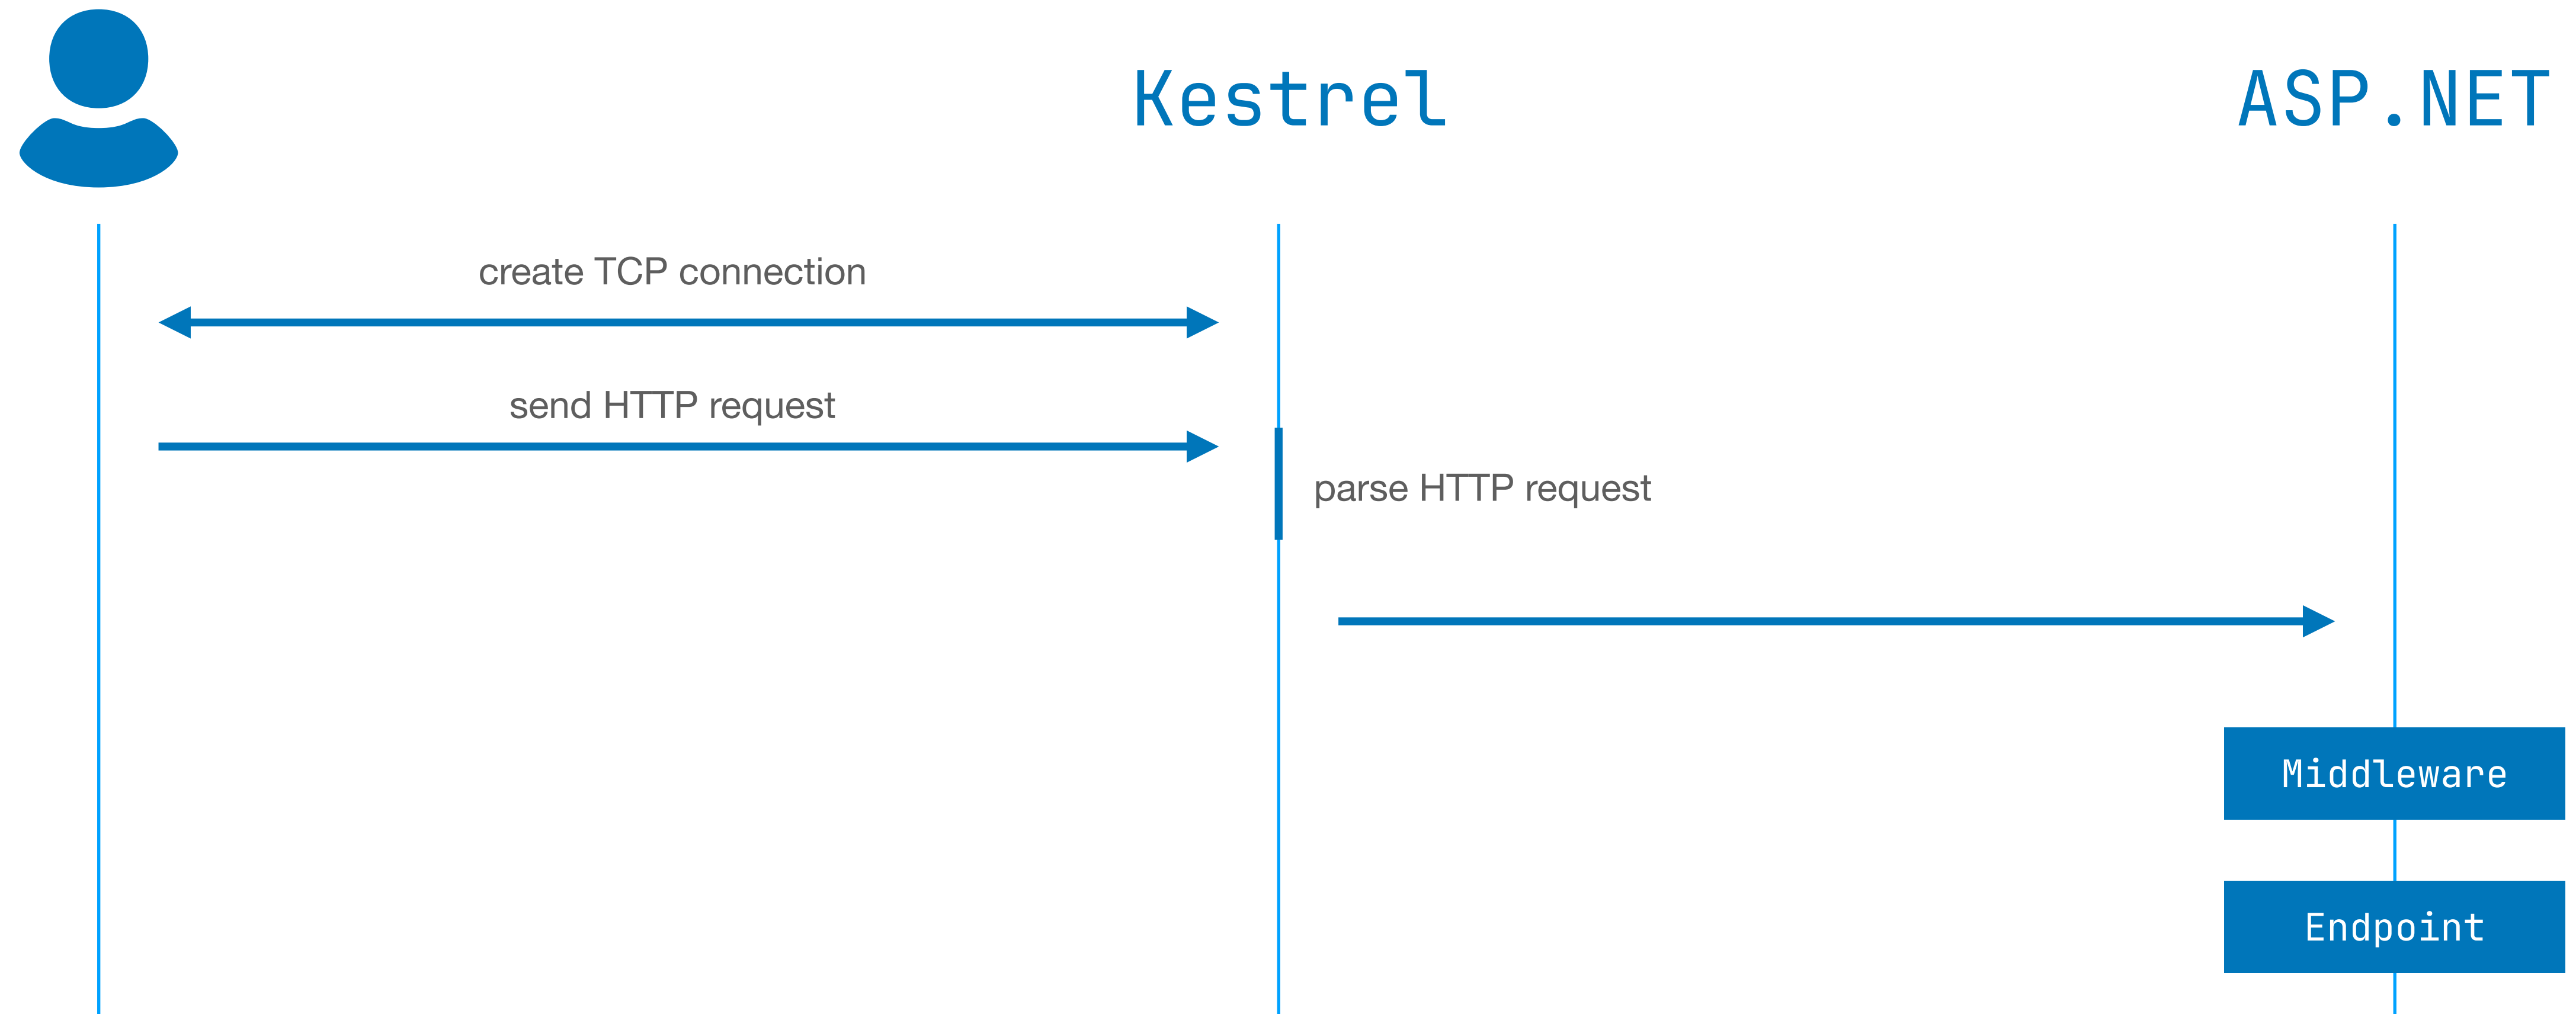 Kestrel
ASP.NET
create TCP connection
send HTTP request
parse HTTP request
Middleware
Endpoint